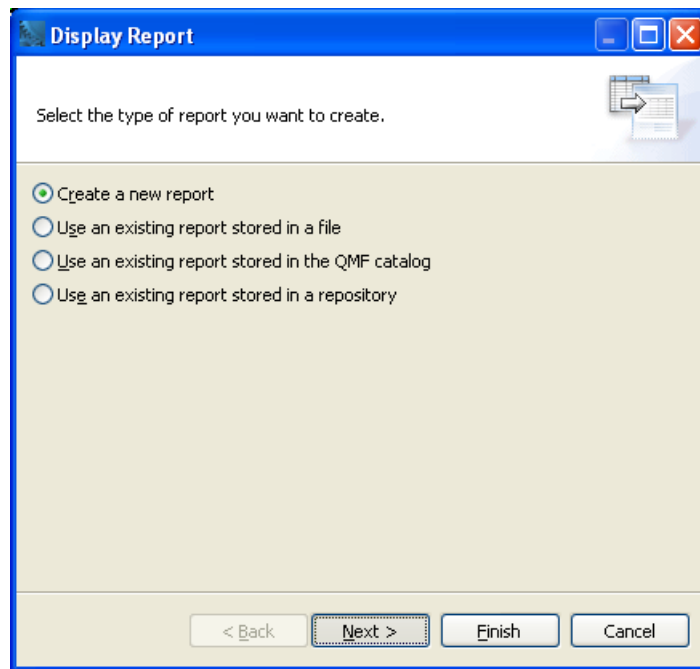 Display Report
Select the type of report you want to create.
Create a new report
Use an existing report stored in a file
Use an existing report stored in the QMF catalog
Use an existing report stored in a repository
< Back Next > Finish Cancel